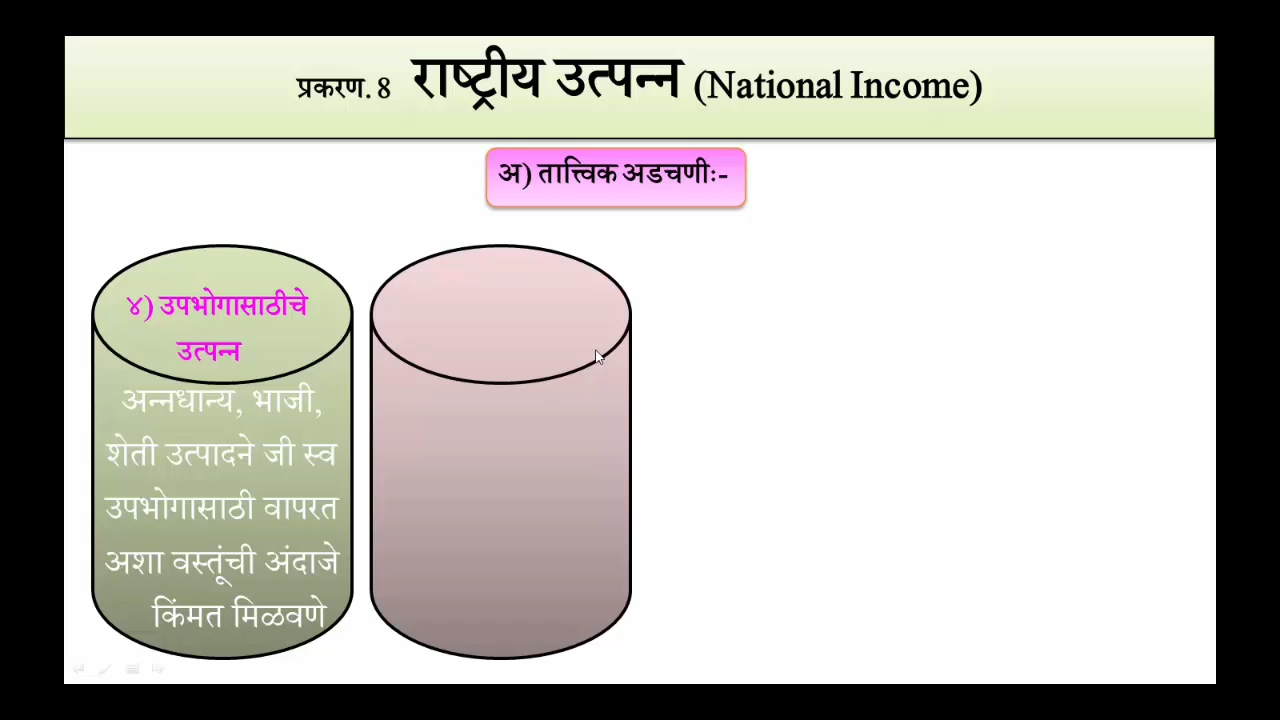 प्रकरण. 8 राष्ट्रीय उत्पन्न (National Income)
अ) तात्त्विक अडचणीः-
४) उपभोगासाठीचे
उत्पन्न
अन्नधान्य, भाजी,
शेती उत्पादने जी स्व
उपभोगासाठी वापरत
अशा वस्तूंची अंदाजे
किंमत मिळवणे